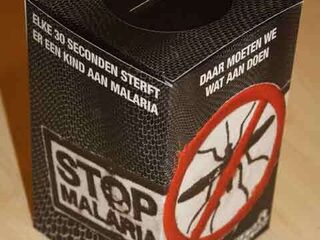 ELKE 30 SECONDEN STERFT
ER EEN KIND AAN MALARIA
DAAR MOETEN WE
WAT AAN DOEN
STOP
MALARIA